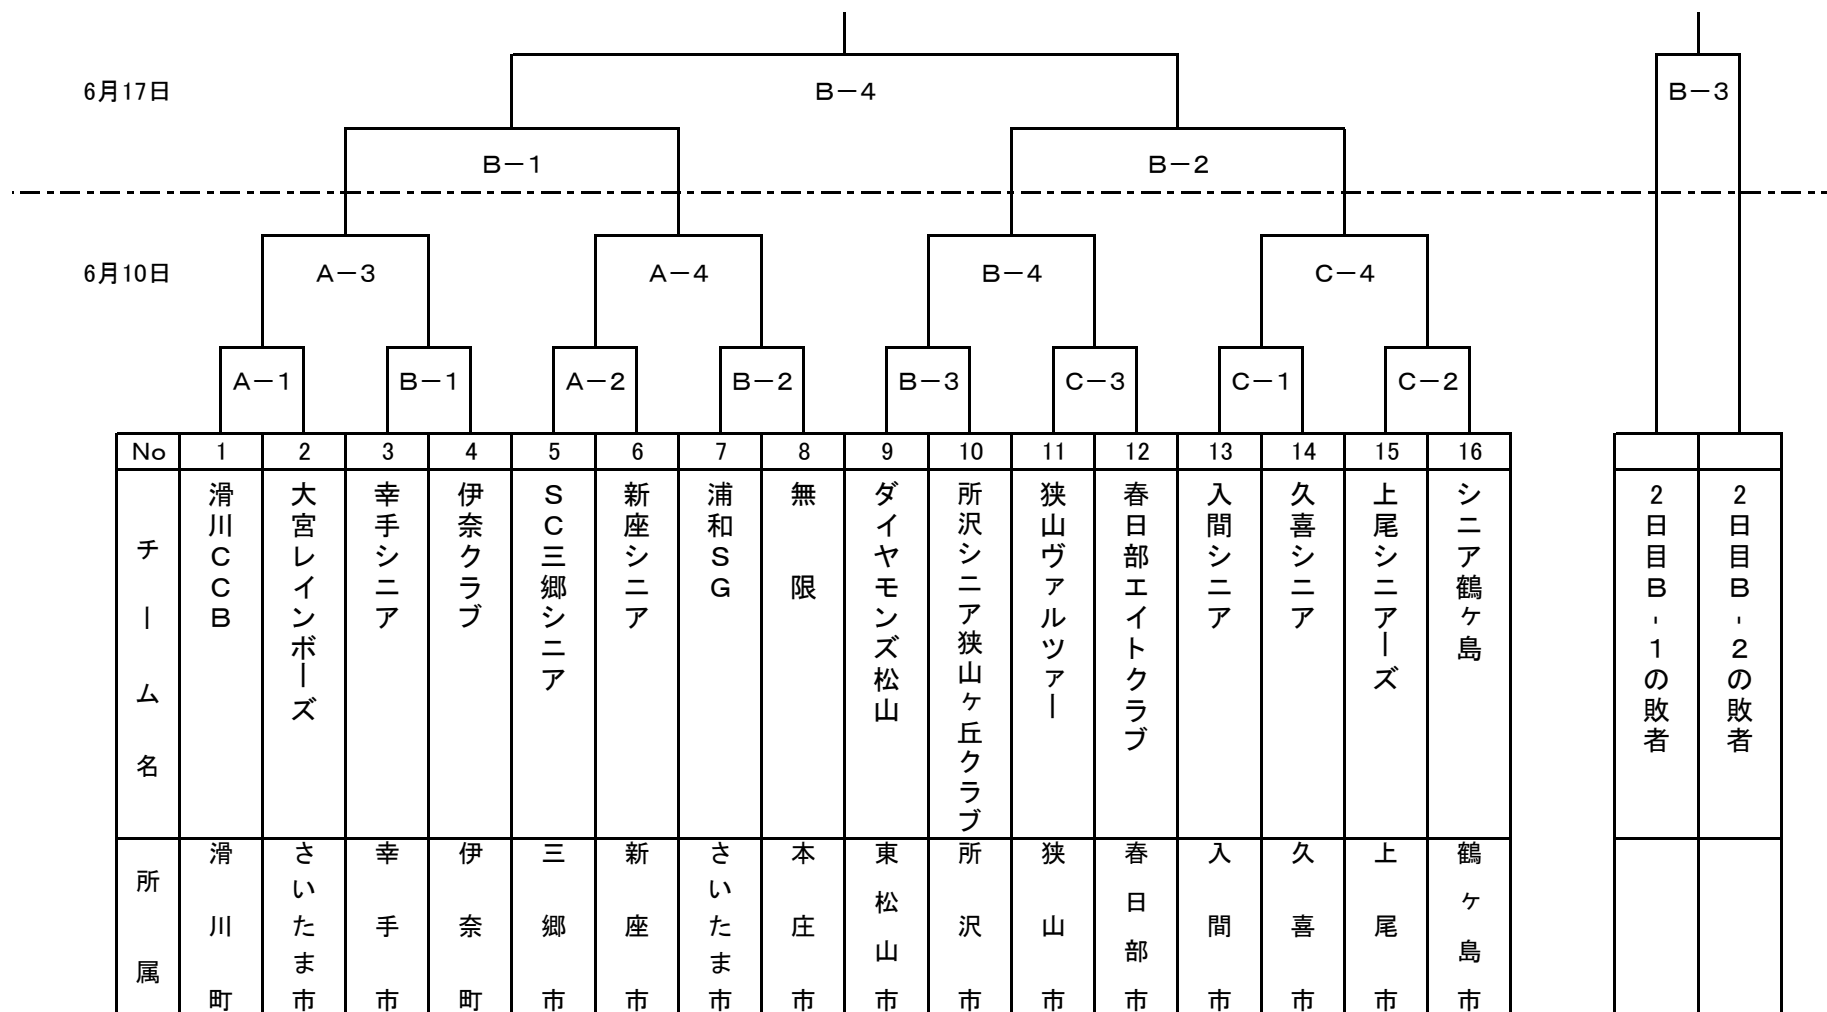 6月17日
B-4
B-3
B-1
B-2
6月10日
A-3
A-4
B-4
C-4
A-1
B-1
A-2
B-2
B-3
C-3
C-1
C-2
No 1 2 3 4 5 6 7 8 9 10 11 12 13 14 15 16
チーム名
滑川CCB
大宮レインボーズ
幸手シニア
伊奈クラブ
SC三郷シニア
新座シニア
浦和SG
無限
ダイヤモンズ松山
所沢シニア狭山ヶ丘クラブ
狭山ヴァルツァー
春日部エイトクラブ
入間シニア
久喜シニア
上尾シニアーズ
シニア鶴ヶ島
2日目B-1の敗者
2日目B-2の敗者
所属
滑川町
さいたま市
幸手市
伊奈町
三郷市
新座市
さいたま市
本庄市
東松山市
所沢市
狭山市
春日部市
入間市
久喜市
上尾市
鶴ヶ島市